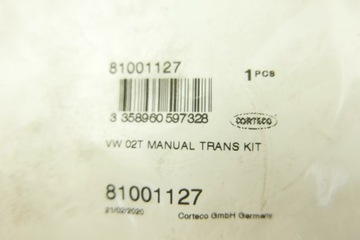 81001127
1 PCS
3 358960 597328
CORTECO
VW 02T MANUAL TRANS KIT
81001127
21/02/2020
Corteco GmbH Germany